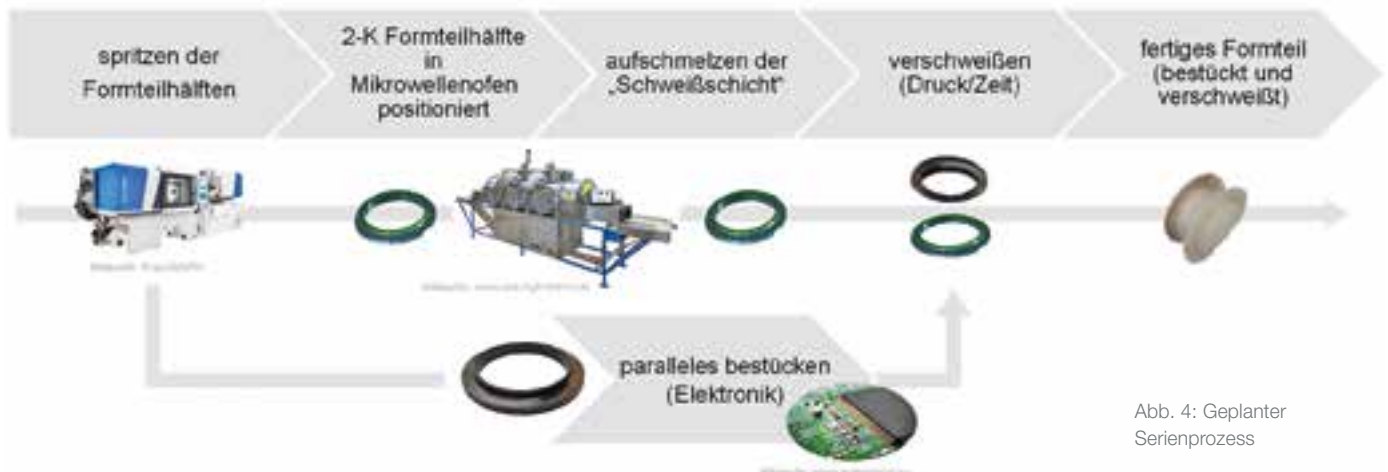 spritzen der
Formteilhälften
2-K Formteilhälfte
in
Mikrowellenofen
positioniert
aufschmelzen der
„Schweißschicht“
verschweißen
(Druck/Zeit)
fertiges Formteil
(bestückt und
verschweißt)
paralleles bestücken
(Elektronik)
Abb. 4: Geplanter
Serienprozess